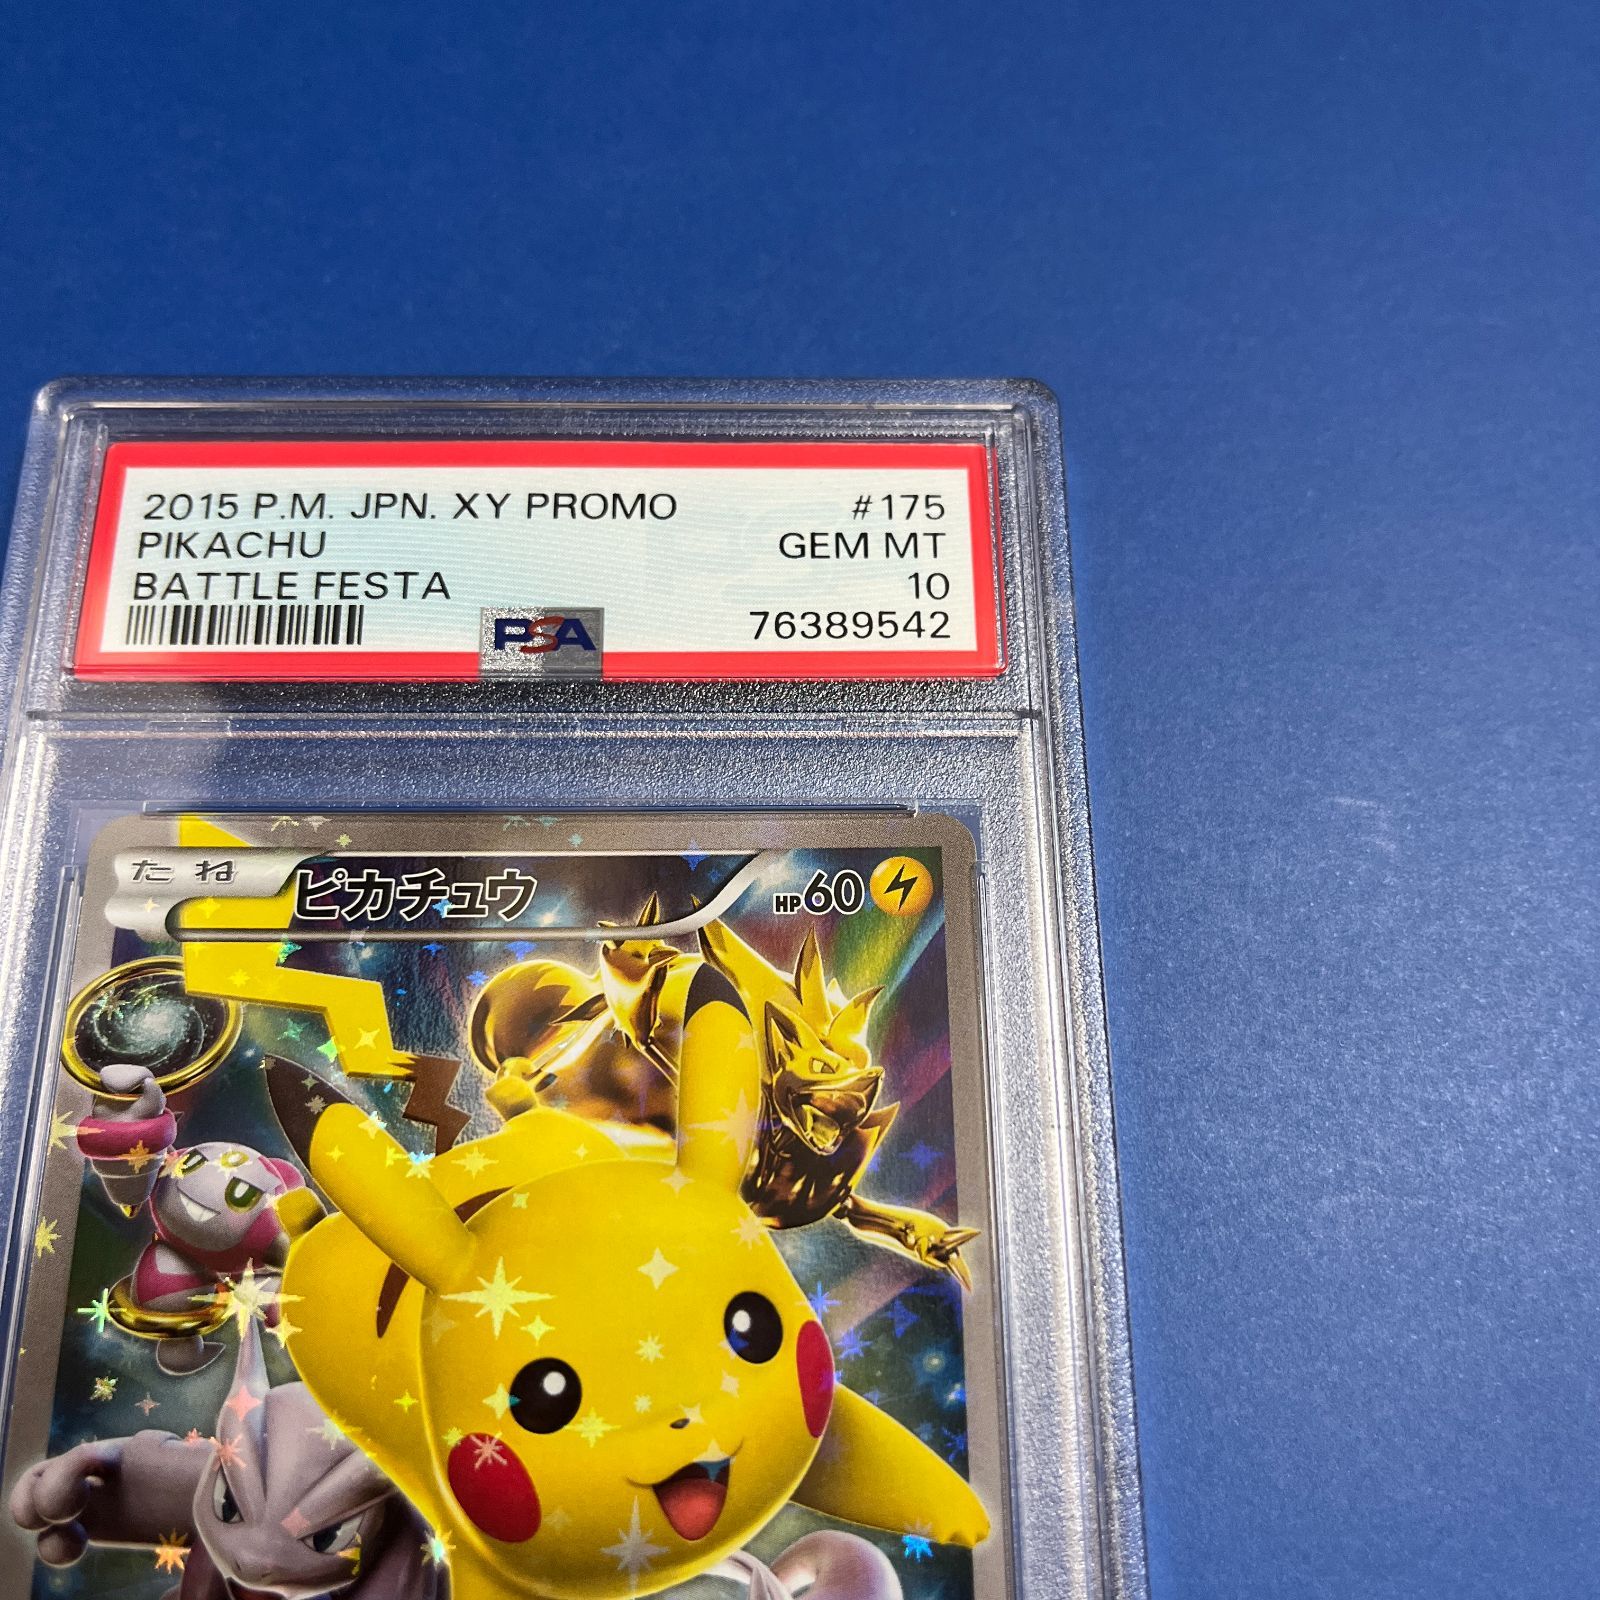 2015 P.M. JPN. XY PROMO #175
PIKACHU GEM MT
BATTLE FESTA 10
PSA 76389542
たね ピカチュウ HP60